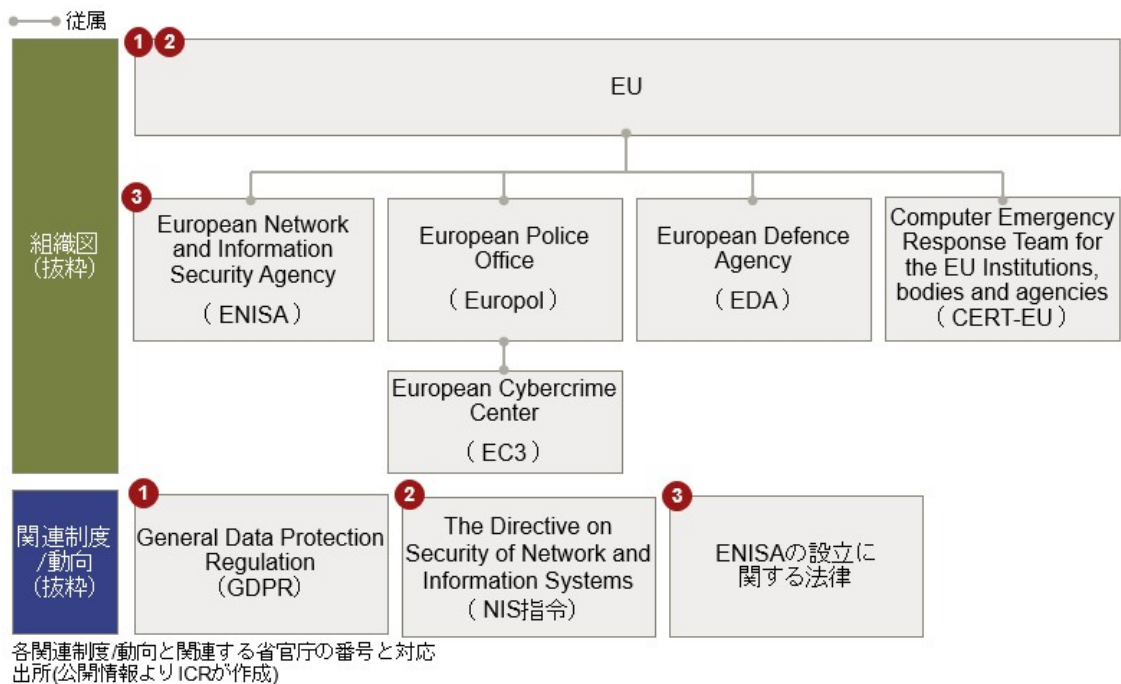 従属
1 2
EU
組織図
(抜粋)
3
European Network
and Information
Security Agency
(ENISA)
European Police
Office
(Europol)
European Defence
Agency
(EDA)
Computer Emergency
Response Team for
the EU Institutions,
bodies and agencies
(CERT-EU)
European Cybercrime
Center
(EC3)
関連制度
/動向
(抜粋)
1
General Data Protection
Regulation
(GDPR)
2
The Directive on
Security of Network and
Information Systems
(NIS指令)
3
ENISAの設立に
関する法律
各関連制度/動向と関連する省官庁の番号と対応
出所(公開情報よりICRが作成)